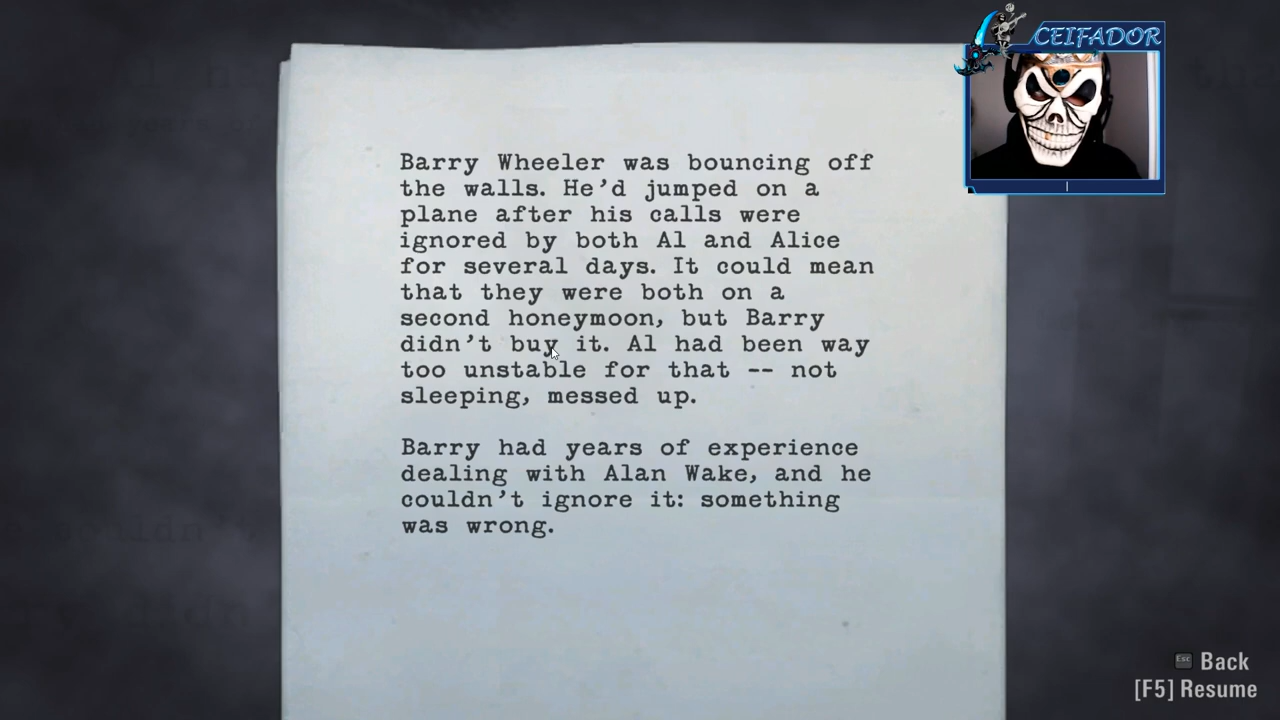 CEIFADOR
Barry Wheeler was bouncing off
the walls. He'd jumped on a
plane after his calls were
ignored by both Al and Alice
for several days. It could mean
that they were both on a
second honeymoon, but Barry
didn't buy it. Al had been way
too unstable for that -- not
sleeping, messed up.
Barry had years of experience
dealing with Alan Wake, and he
couldn't ignore it: something
was wrong.
Esc Back
[F5] Resume